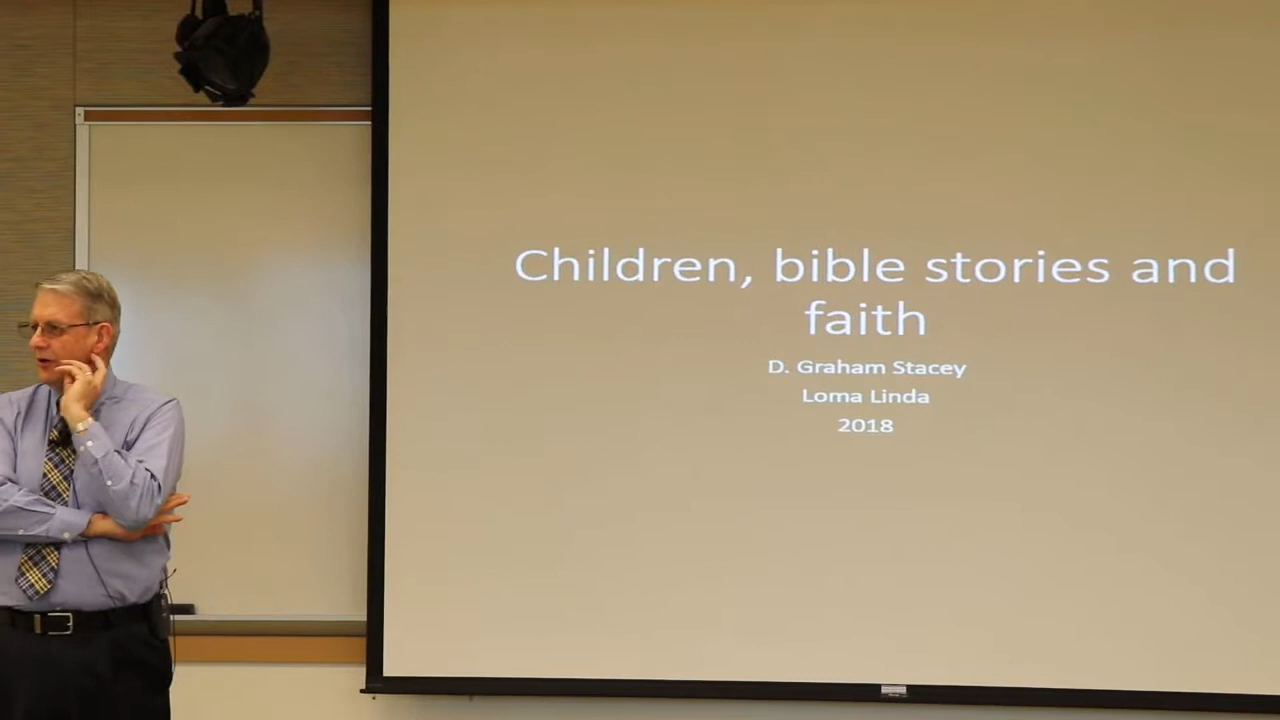 Children, bible stories and
faith
D. Graham Stacey
Loma Linda
2018